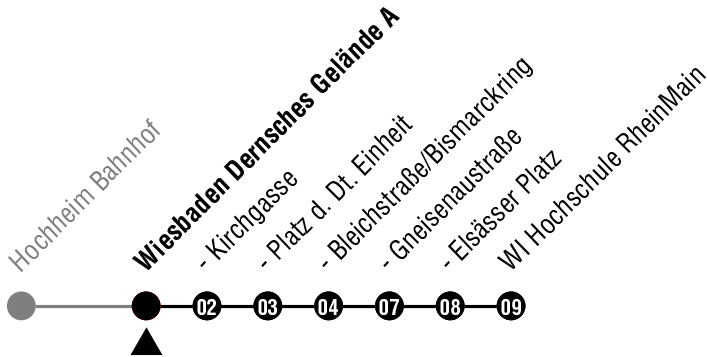 Hochheim Bahnhof
Wiesbaden Dernsches Gelände A
- Kirchgasse
- Platz d. Dt. Einheit
- Bleichstraße/Bismarckring
- Gneisenaustraße
- Elsässer Platz
WI Hochschule RheinMain
02 03 04 07 08 09